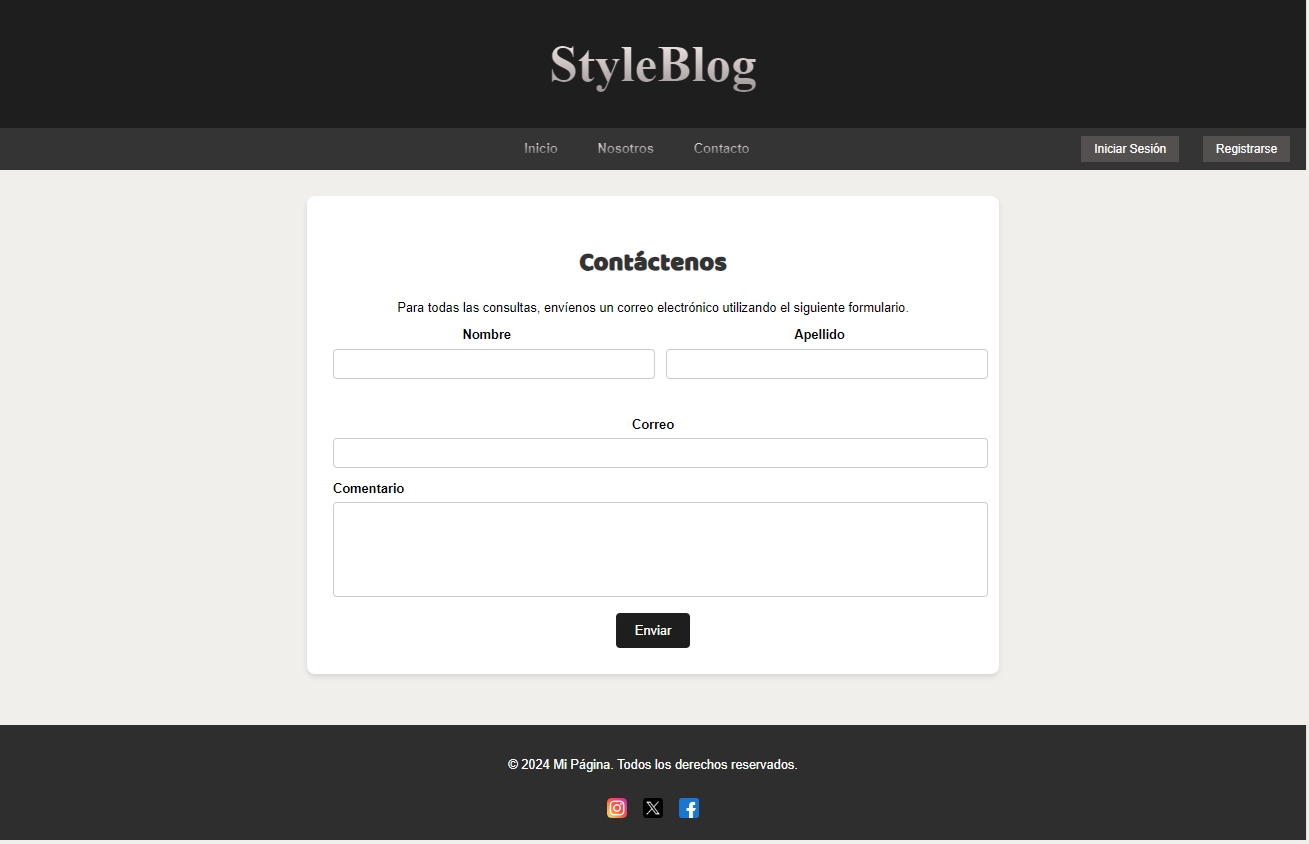 StyleBlog
Inicio Nosotros Contacto Iniciar Sesión Registrarse
Contáctenos
Para todas las consultas, envíenos un correo electrónico utilizando el siguiente formulario.
Nombre Apellido
Correo
Comentario
Enviar
© 2024 Mi Página. Todos los derechos reservados.